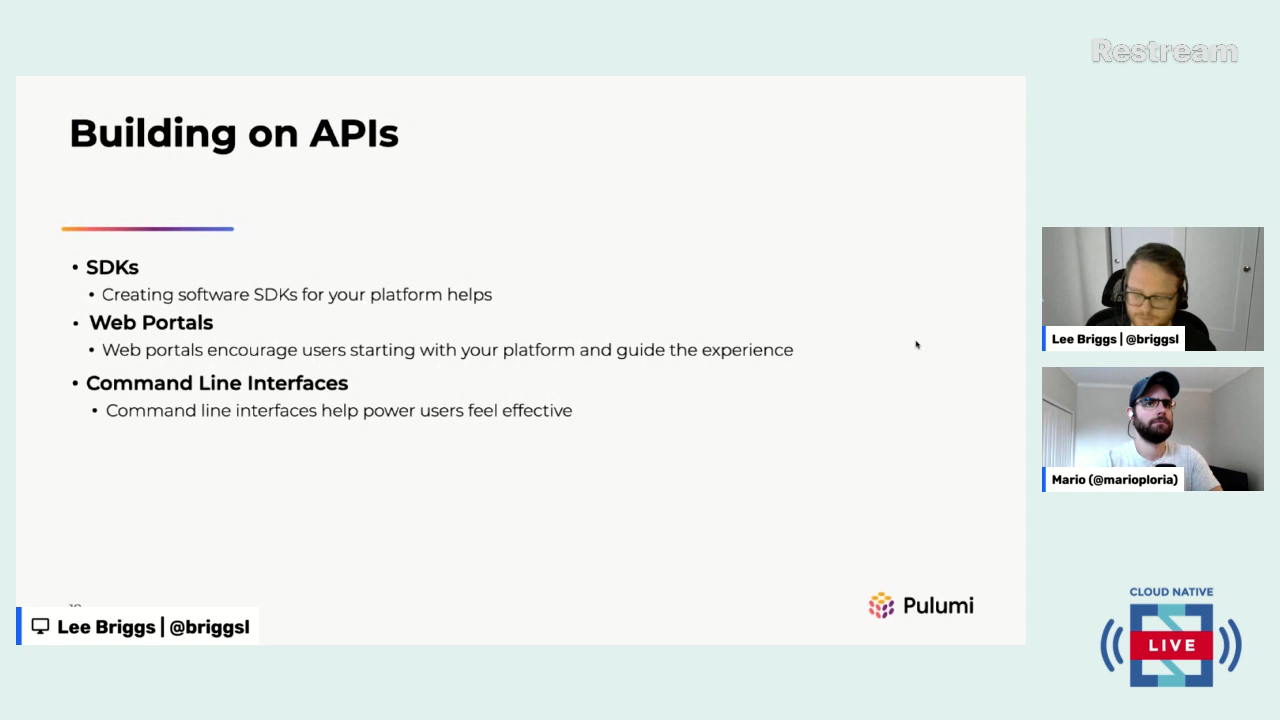 Restream
Building on APIs
• SDKs
• Creating software SDKs for your platform helps
• Web Portals
• Web portals encourage users starting with your platform and guide the experience
• Command Line Interfaces
• Command line interfaces help power users feel effective
Pulumi
Lee Briggs | @briggsl
Lee Briggs | @briggsl
Mario (@marioploria)
CLOUD NATIVE
LIVE